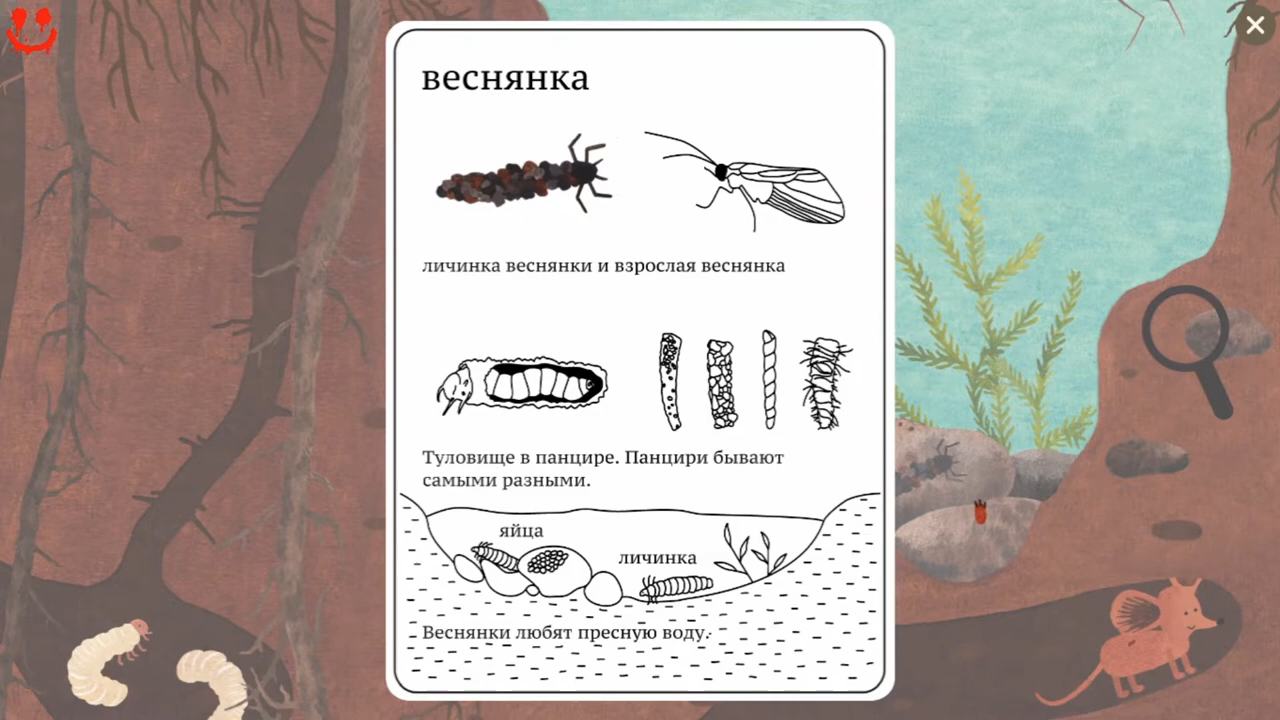 веснянка
личинка веснянки и взрослая веснянка
Туловище в панцире. Панцири бывают
самыми разными.
яйца
личинка
Веснянки любят пресную воду.